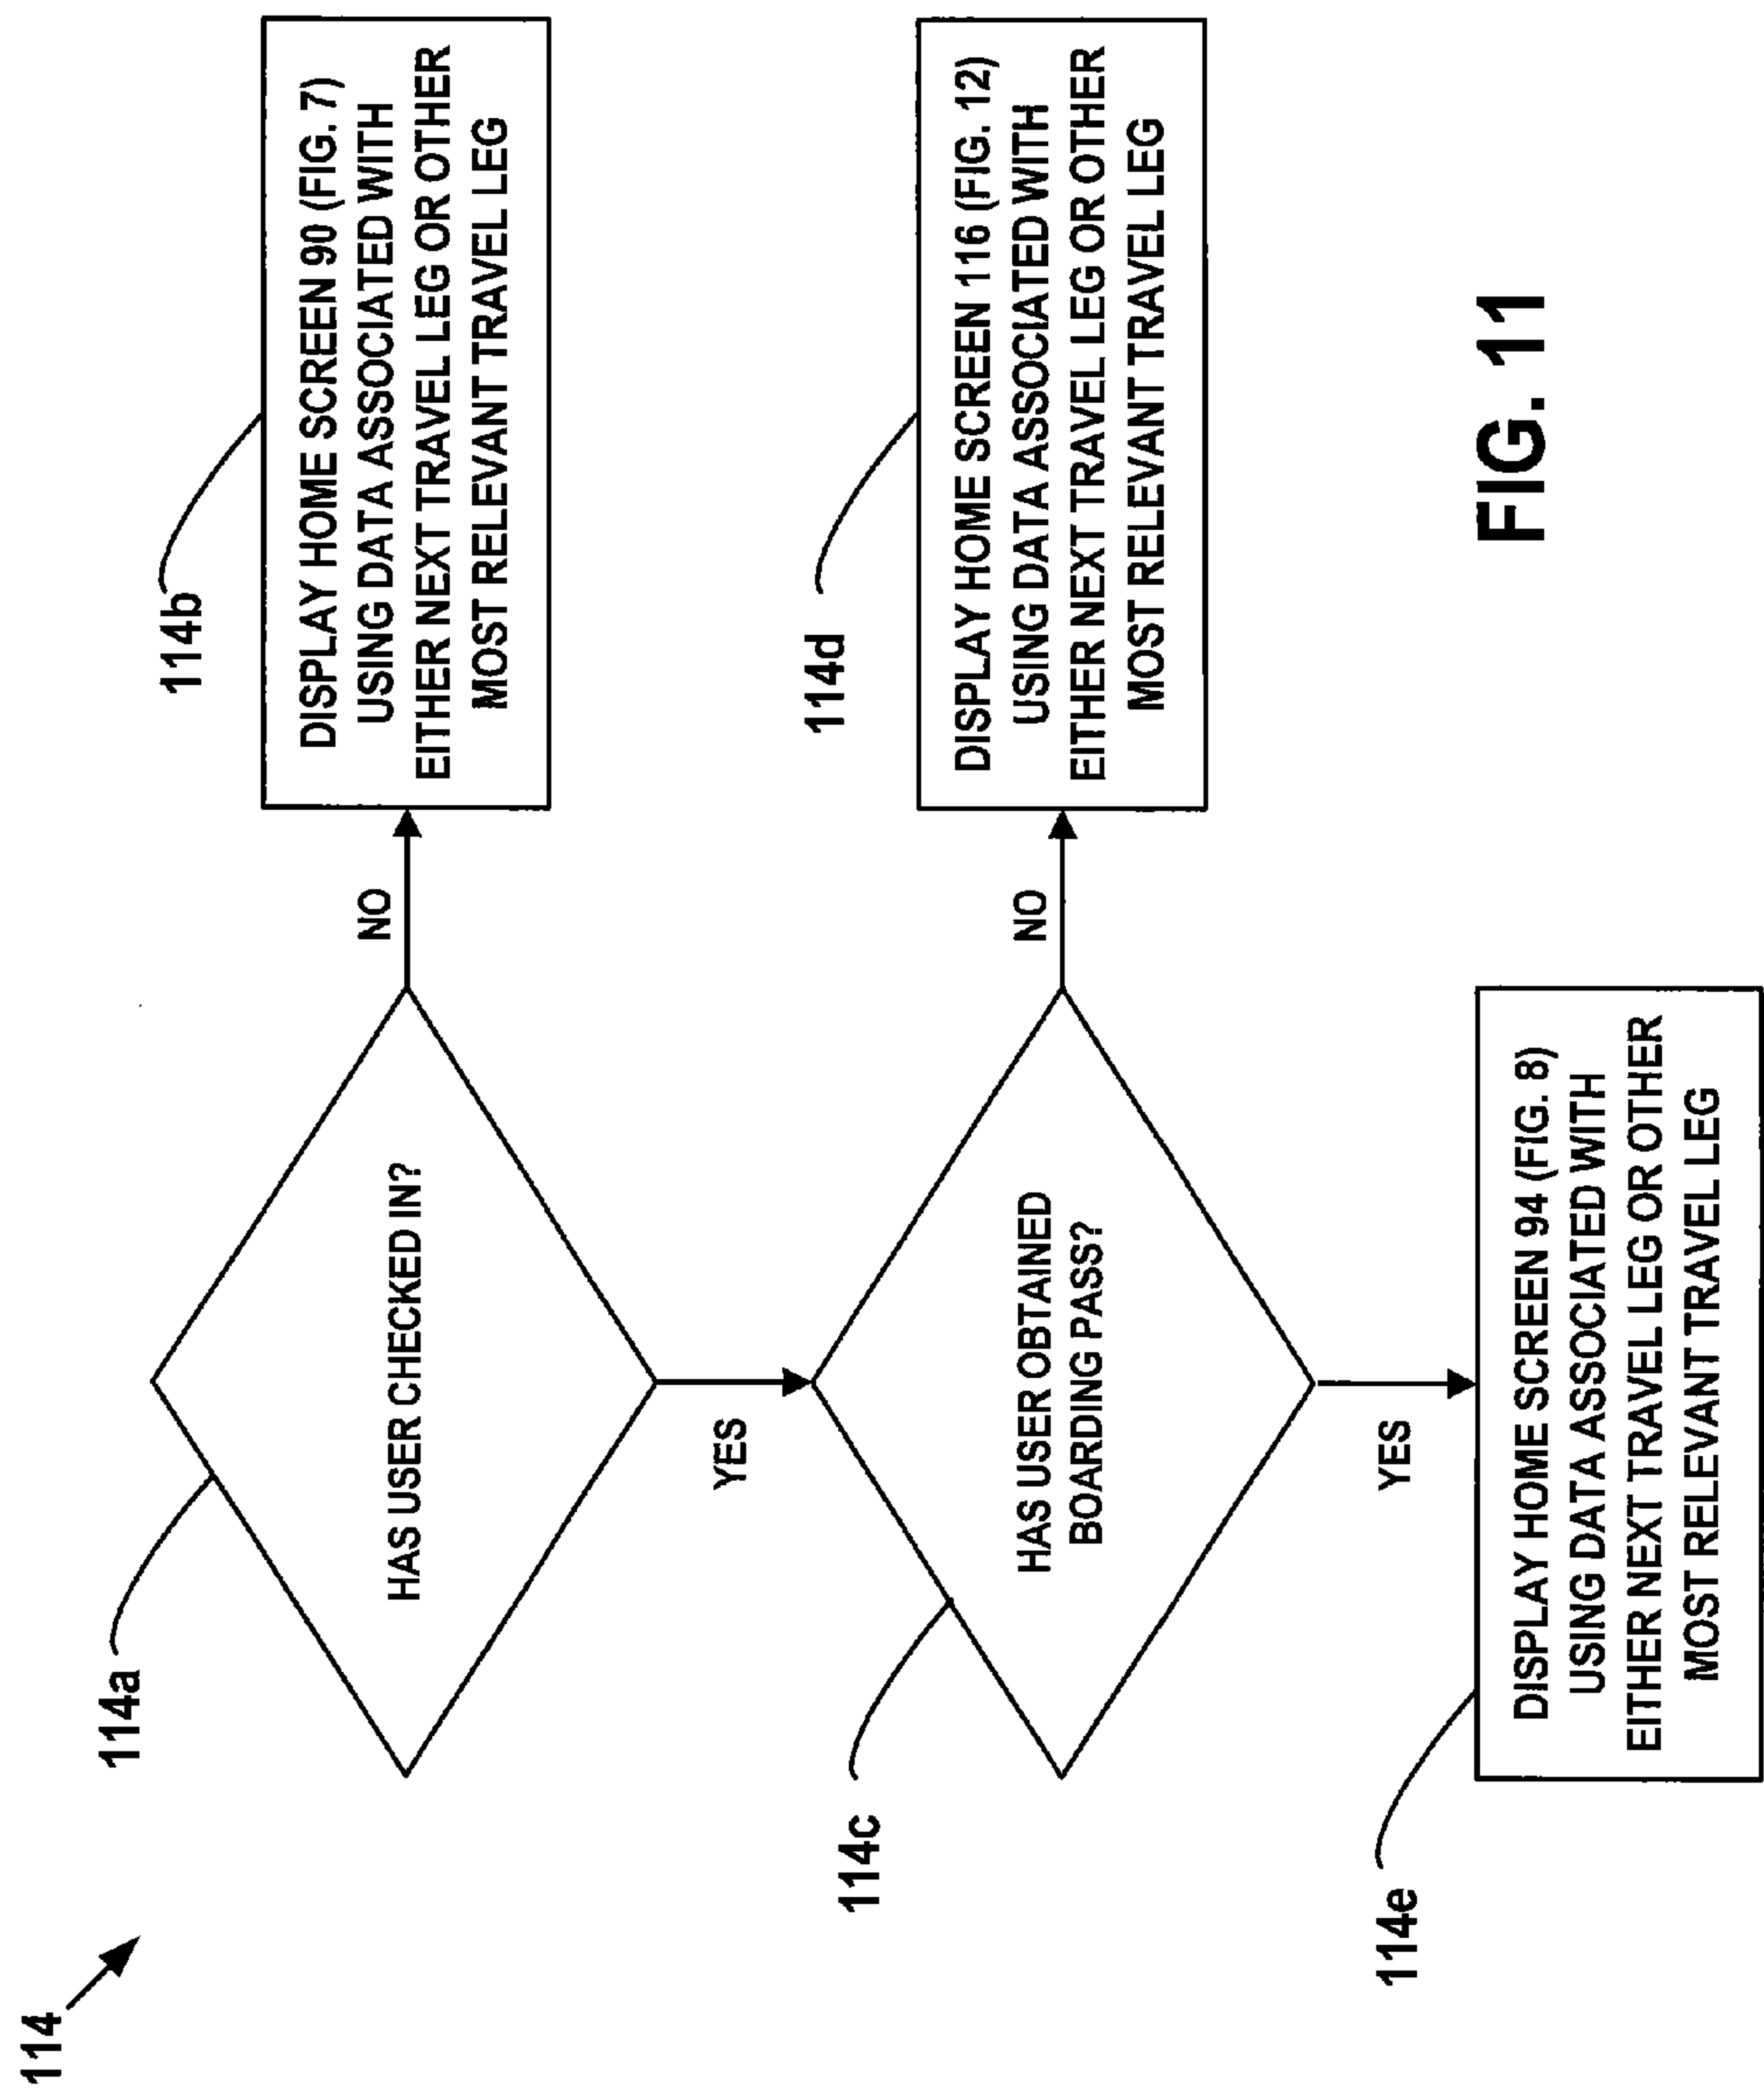 114
114a
HAS USER CHECKED IN?
NO
114b
DISPLAY HOME SCREEN 90 (FIG. 7)
USING DATA ASSOCIATED WITH
EITHER NEXT TRAVEL LEG OR OTHER
MOST RELEVANT TRAVEL LEG
YES
114c
HAS USER OBTAINED
BOARDING PASS?
NO
114d
DISPLAY HOME SCREEN 116 (FIG. 12)
USING DATA ASSOCIATED WITH
EITHER NEXT TRAVEL LEG OR OTHER
MOST RELEVANT TRAVEL LEG
YES
114e
DISPLAY HOME SCREEN 94 (FIG. 8)
USING DATA ASSOCIATED WITH
EITHER NEXT TRAVEL LEG OR OTHER
MOST RELEVANT TRAVEL LEG
FIG. 11